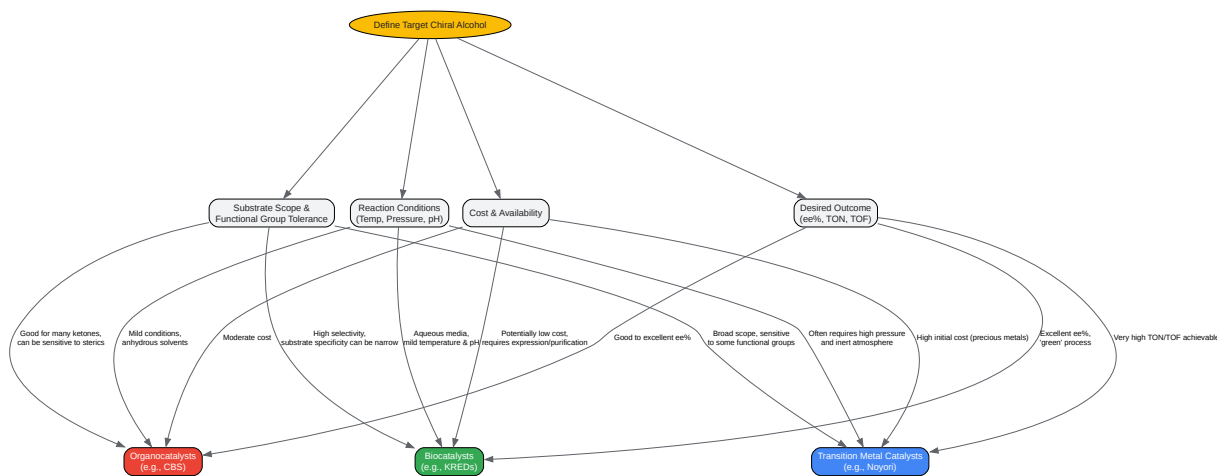 Define Target Chiral Alcohol
Substrate Scope &
Functional Group Tolerance
Reaction Conditions
(Temp, Pressure, pH)
Cost & Availability
Desired Outcome
(ee%, TON, TOF)
Good for many ketones,
can be sensitive to sterics
Mild conditions,
anhydrous solvents
Moderate cost
High selectivity,
substrate specificity can be narrow
Aqueous media,
mild temperature & pH
Potentially low cost,
requires expression/purification
Good to excellent ee%
Broad scope, sensitive
to some functional groups
Often requires high pressure
and inert atmosphere
High initial cost (precious metals)
Excellent ee%,
'green' process
Very high TON/TOF achievable
Organocatalysts
(e.g., CBS)
Biocatalysts
(e.g., KREDs)
Transition Metal Catalysts
(e.g., Noyori)